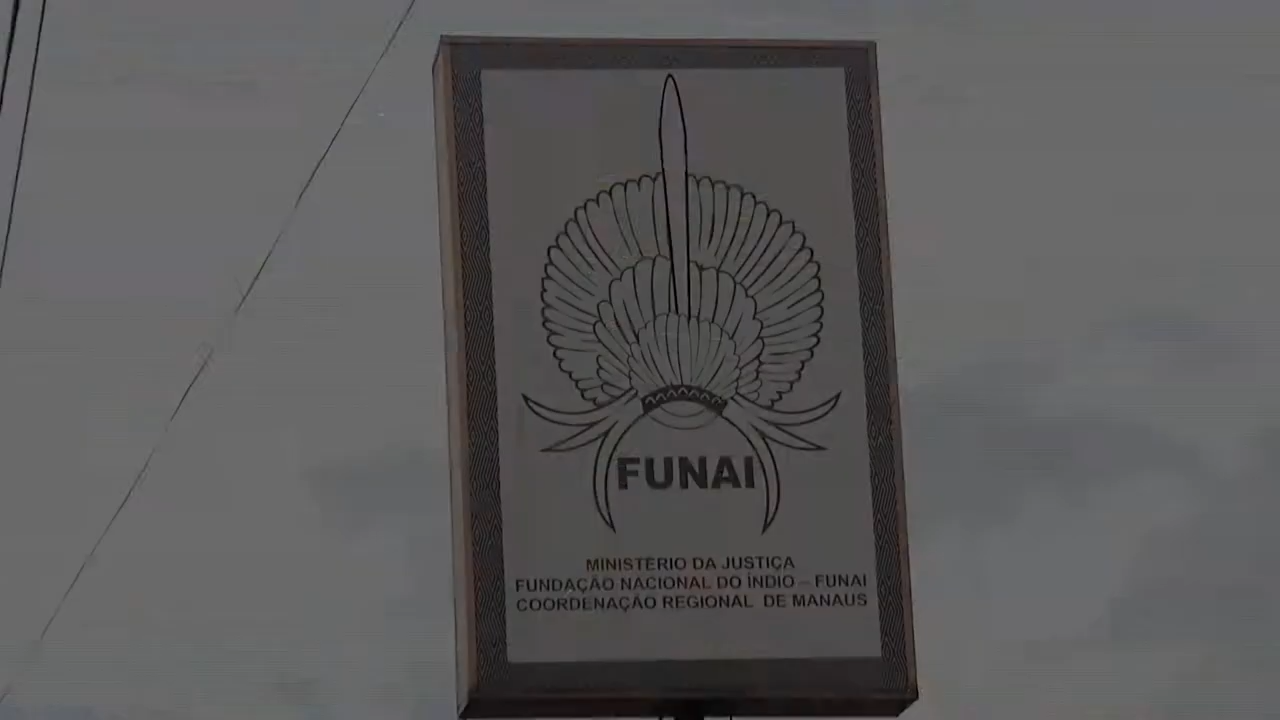 FUNAI
MINISTÉRIO DA JUSTIÇA
FUNDAÇÃO NACIONAL DO ÍNDIO – FUNAI
COORDENAÇÃO REGIONAL DE MANAUS